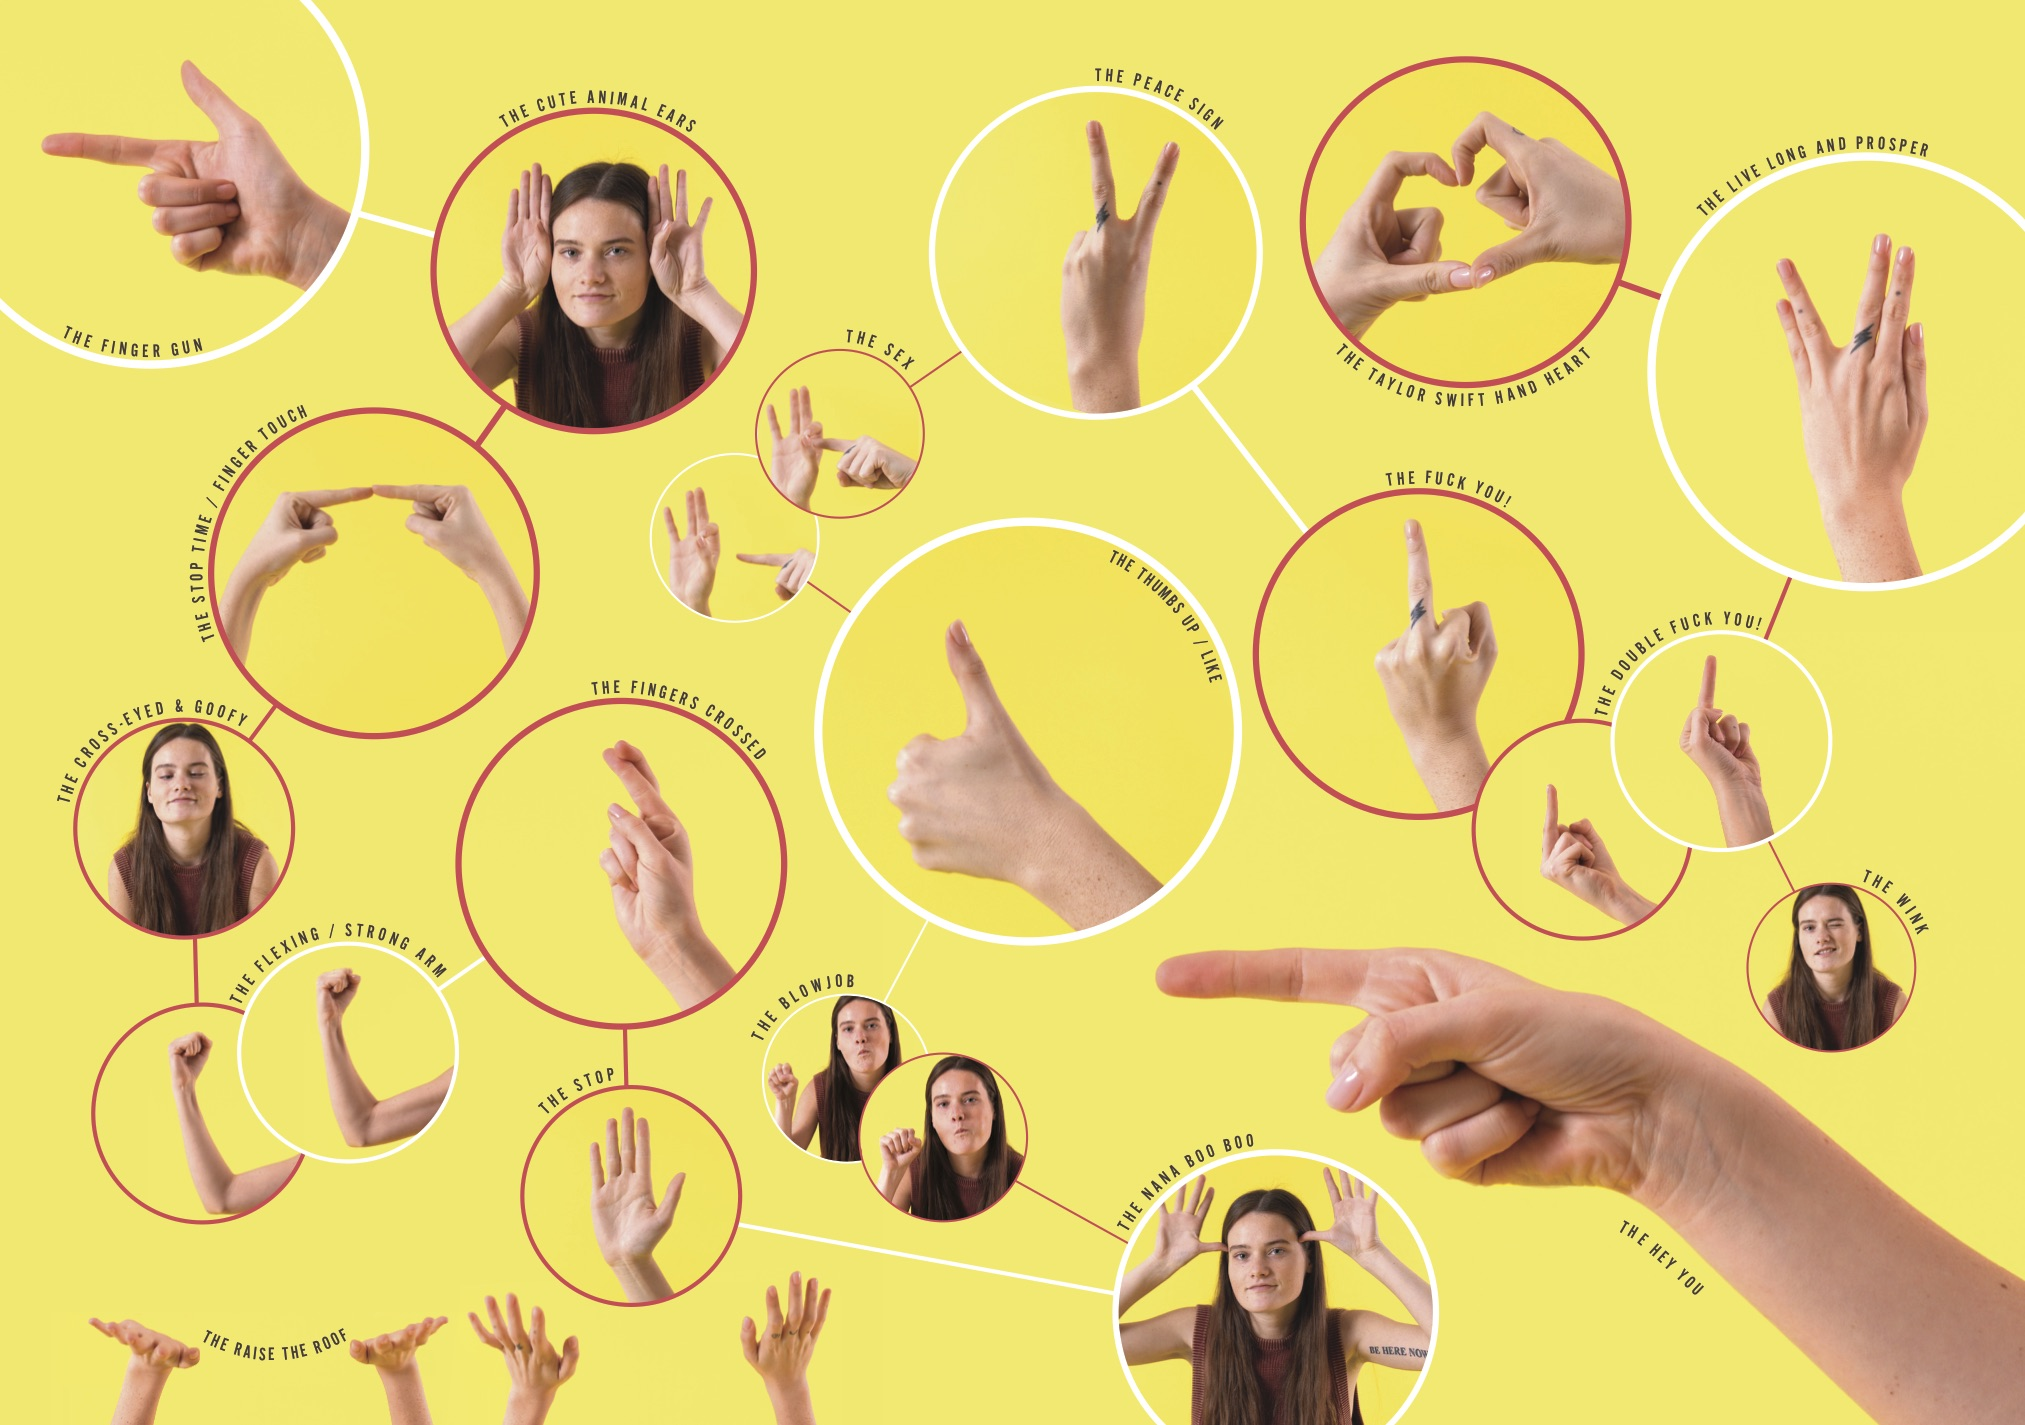 THE FINGER GUN
THE CUTE ANIMAL EARS
THE PEACE SIGN
THE TAYLOR SWIFT HAND HEART
THE LIVE LONG AND PROSPER
THE SEX
THE STOP TIME / FINGER TOUCH
THE FUCK YOU!
THE THUMBS UP / LIKE
THE DOUBLE FUCK YOU!
THE CROSS-EYED & GOOFY
THE FINGERS CROSSED
THE WINK
THE FLEXING / STRONG ARM
THE BLOWJOB
THE STOP
THE NANA BOO BOO
THE HEY YOU
THE RAISE THE ROOF
BE HERE NOW